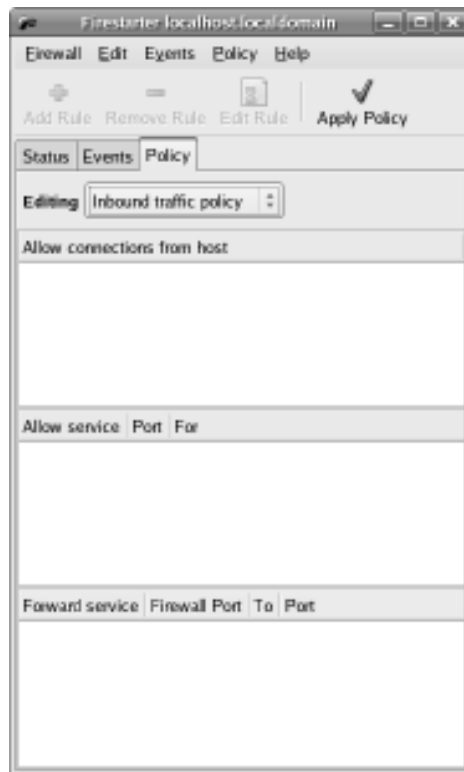 Firestarter localhost.localdomain
Firewall Edit Events Policy Help
Add Rule Remove Rule Edit Rule Apply Policy
Status Events Policy
Editing Inbound traffic policy
Allow connections from host
Allow service Port For
Forward service Firewall Port To Port